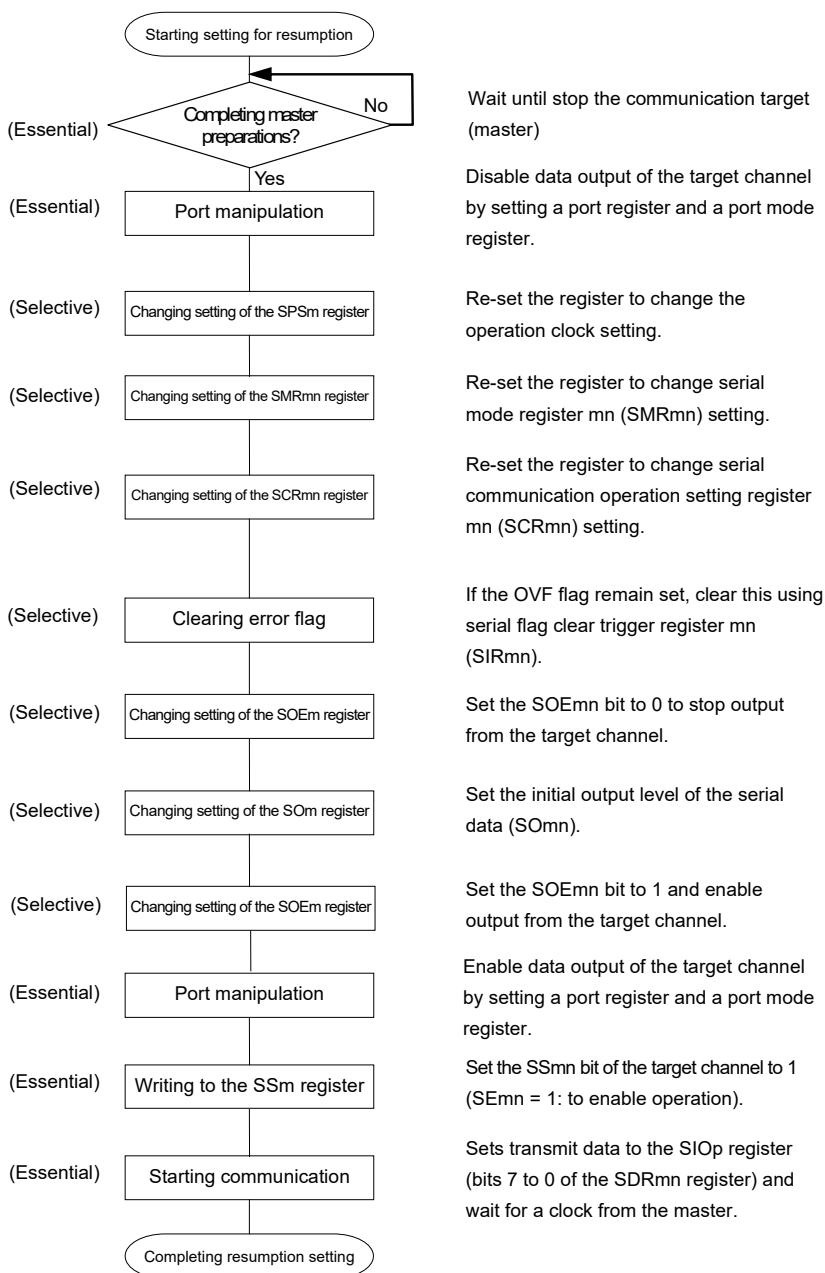 Starting setting for resumption
(Essential)
Completing master
preparations?
No
Yes
Wait until stop the communication target
(master)
(Essential)
Port manipulation
Disable data output of the target channel
by setting a port register and a port mode
register.
(Selective)
Changing setting of the SPSm register
Re-set the register to change the
operation clock setting.
(Selective)
Changing setting of the SMRmn register
Re-set the register to change serial
mode register mn (SMRmn) setting.
(Selective)
Changing setting of the SCRmn register
Re-set the register to change serial
communication operation setting register
mn (SCRmn) setting.
(Selective)
Clearing error flag
If the OVF flag remain set, clear this using
serial flag clear trigger register mn
(SIRmn).
(Selective)
Changing setting of the SOEm register
Set the SOEmn bit to 0 to stop output
from the target channel.
(Selective)
Changing setting of the SOm register
Set the initial output level of the serial
data (SOmn).
(Selective)
Changing setting of the SOEm register
Set the SOEmn bit to 1 and enable
output from the target channel.
(Essential)
Port manipulation
Enable data output of the target channel
by setting a port register and a port mode
register.
(Essential)
Writing to the SSm register
Set the SSmn bit of the target channel to 1
(SEmn = 1: to enable operation).
(Essential)
Starting communication
Sets transmit data to the SIOp register
(bits 7 to 0 of the SDRmn register) and
wait for a clock from the master.
Completing resumption setting